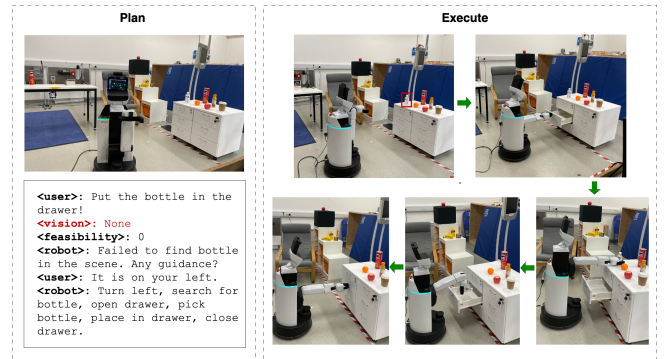 Plan
Execute
<user>: Put the bottle in the
drawer!
<vision>: None
<feasibility>: 0
<robot>: Failed to find bottle
in the scene. Any guidance?
<user>: It is on your left.
<robot>: Turn left, search for
bottle, open drawer, pick
bottle, place in drawer, close
drawer.